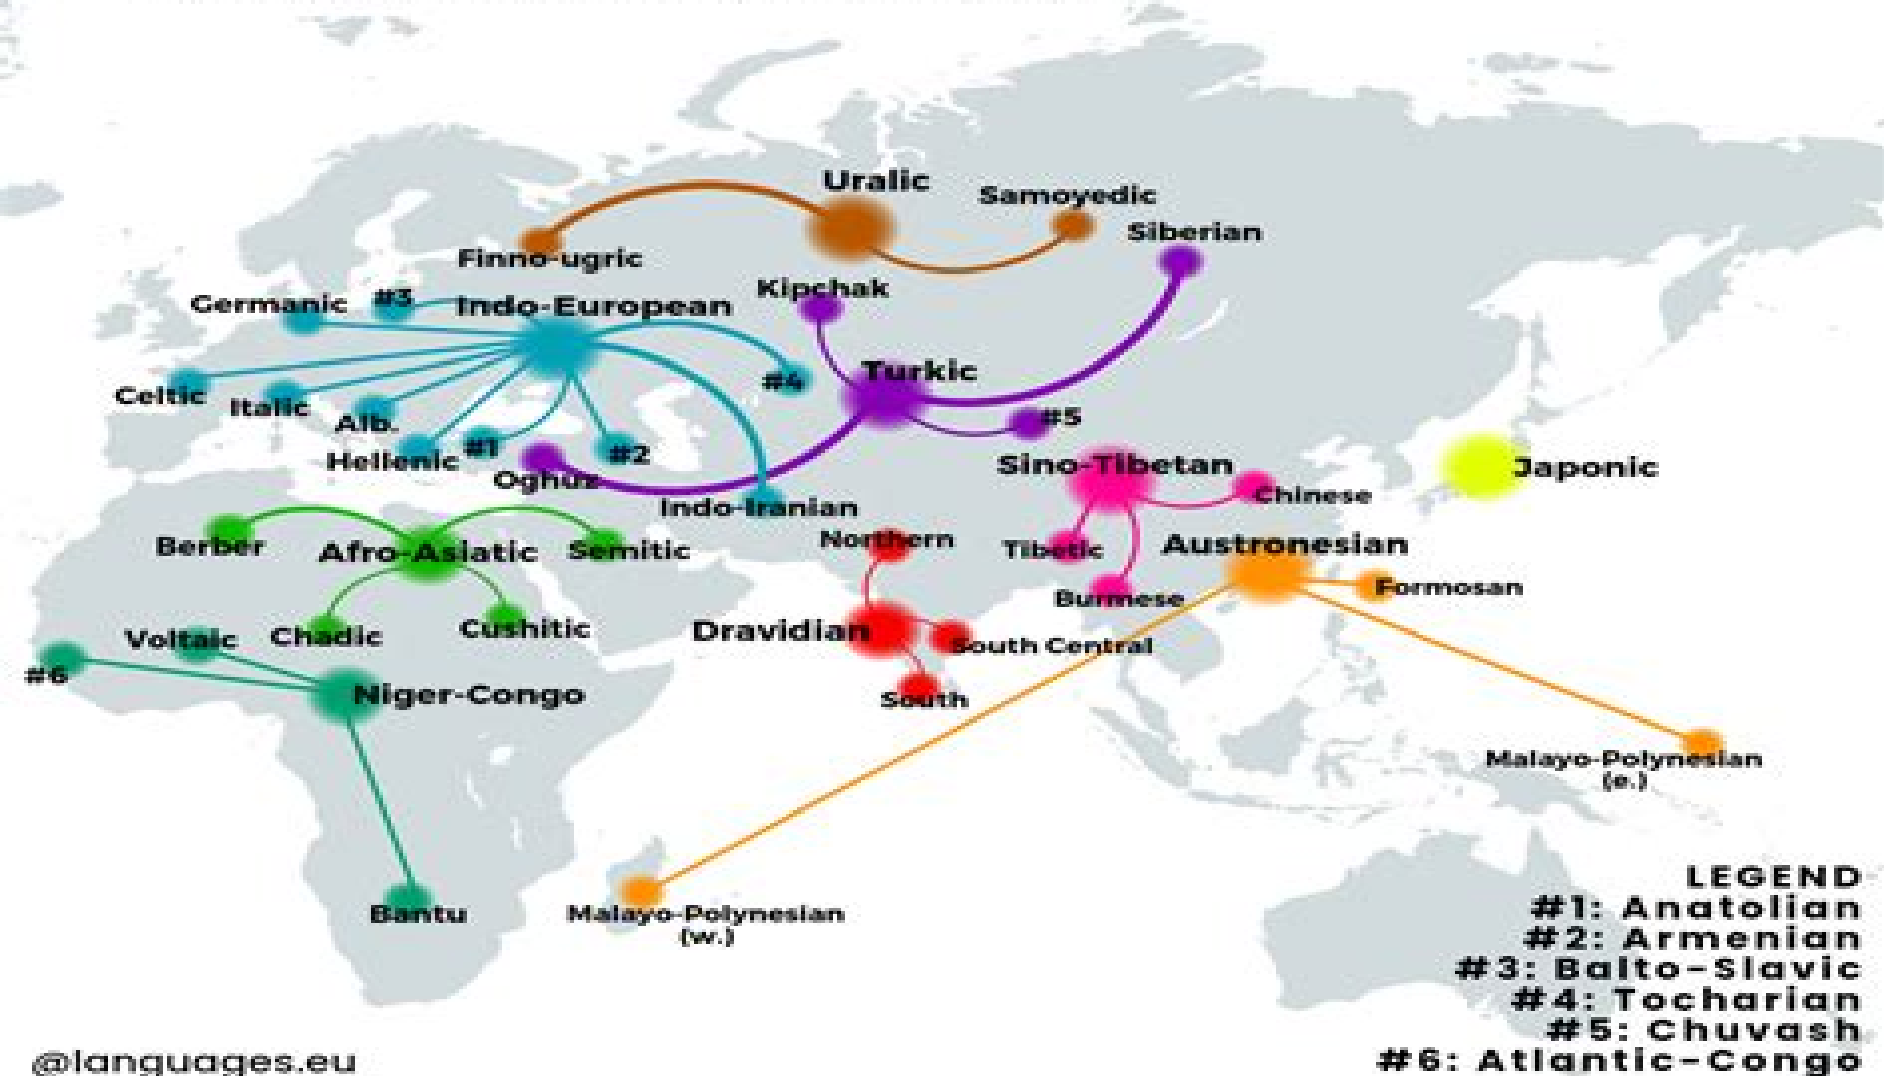 Uralic
Samoyedic
Siberian
Finno-ugric
Kipchak
Germanic
#3
Indo-European
Turkic
#4
Celtic
Italic
Alb.
#5
Hellenic
#1
#2
Oghuz
Sino-Tibetan
Japonic
Chinese
Indo-Iranian
Northern
Berber
Afro-Asiatic
Semitic
Tibetic
Austronesian
Formosan
Burmese
Voltaic
Chadic
Cushitic
Dravidian
South Central
#6
Niger-Congo
South
Malayo-Polynesian
(e.)
Bantu
Malayo-Polynesian
(w.)
LEGEND
#1: Anatolian
#2: Armenian
#3: Balto-Slavic
#4: Tocharian
#5: Chuvash
#6: Atlantic-Congo
@languages.eu